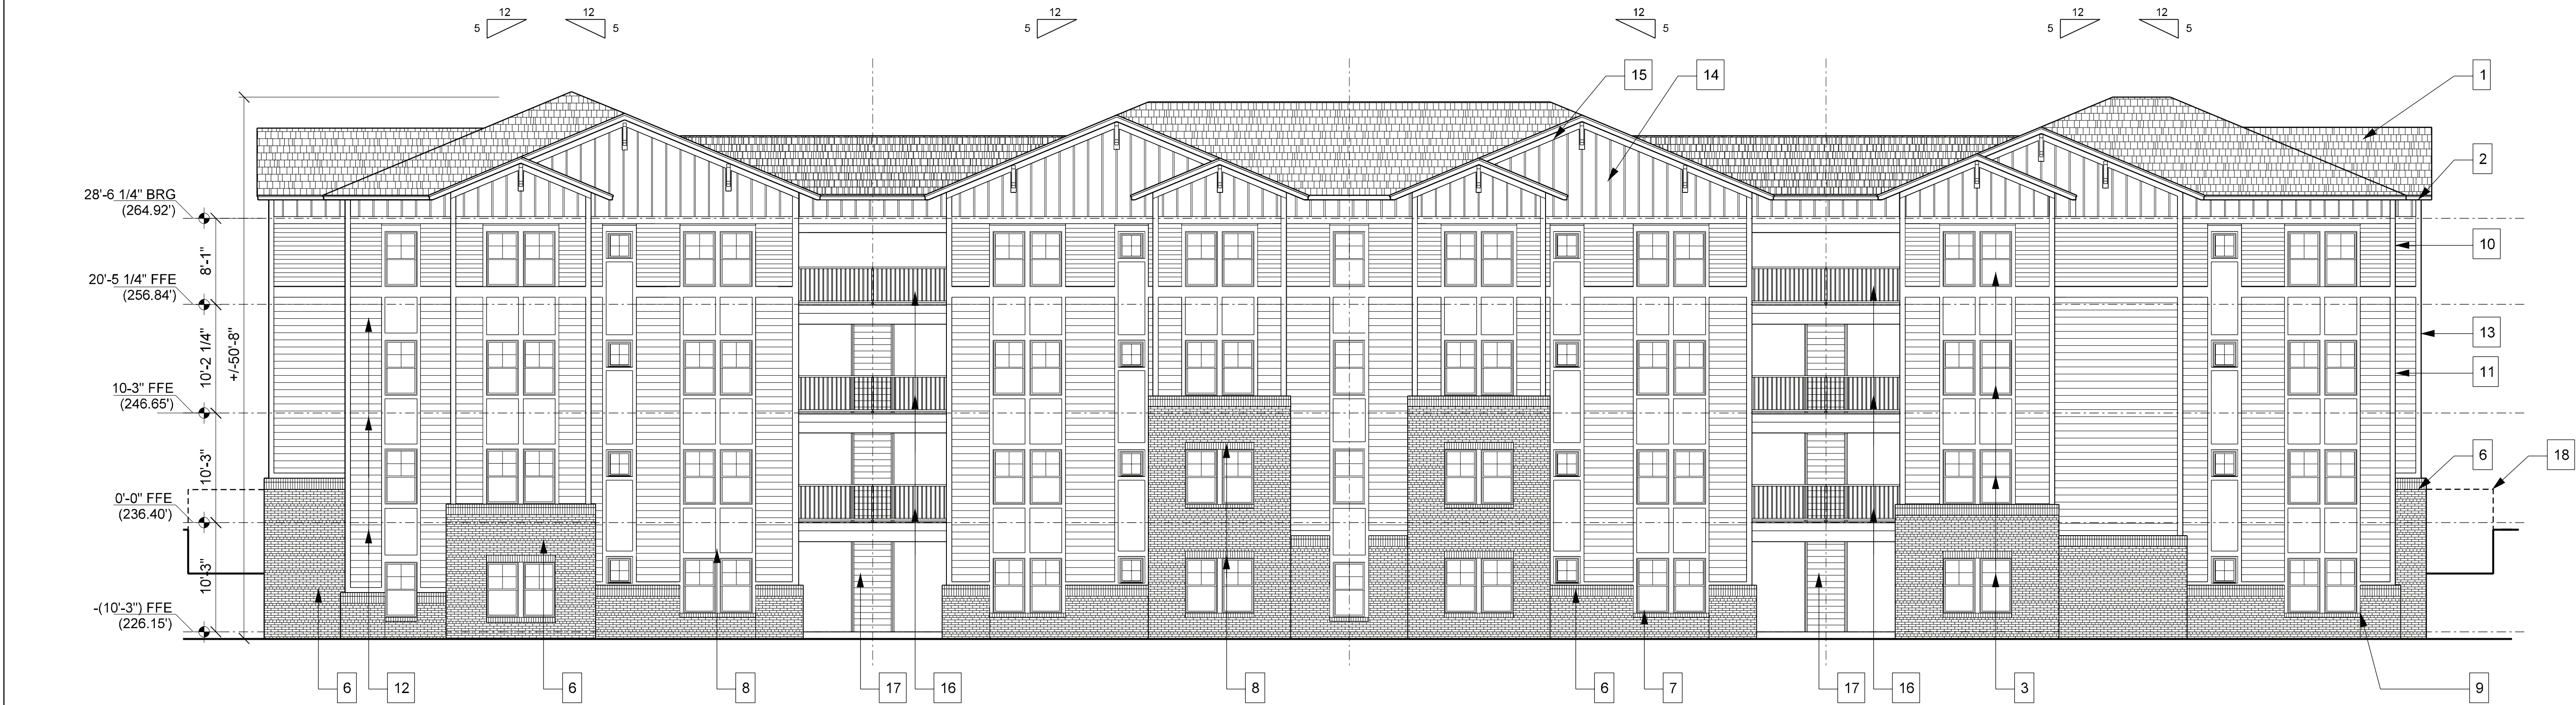 12 12 12 12 12 12
5 5 5 5 5 5
15 14 1
2
28'-6 1/4" BRG
(264.92')
8'-1"
10
20'-5 1/4" FFE
(256.84')
10'-2 1/4"
+/-50'-8"
13
11
10-3" FFE
(246.65')
10'-3"
6 18
0'-0" FFE
(236.40')
10'-3"
-(10'-3") FFE
(226.15')
6 12 6 8 17 16 8 6 7 17 16 3 9